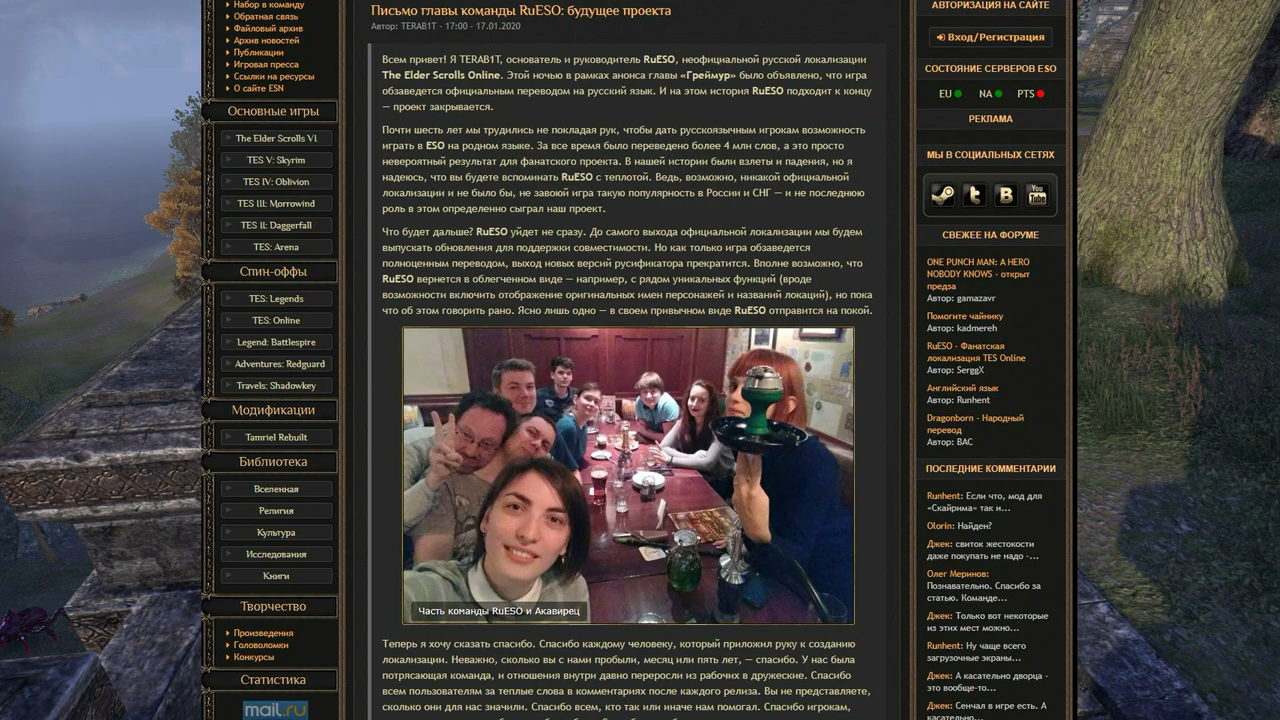 Набор в команду
Обратная связь
Файловый архив
Архив новостей
Публикации
Игровая пресса
Ссылки на ресурсы
О сайте ESN
Основные игры
The Elder Scrolls VI
TES V: Skyrim
TES IV: Oblivion
TES III: Morrowind
TES II: Daggerfall
TES: Arena
Спин-оффы
TES: Legends
TES: Online
Legend: Battlespire
Adventures: Redguard
Travels: Shadowkey
Модификации
Tamriel Rebuilt
Библиотека
Вселенная
Религия
Культура
Исследования
Книги
Творчество
Произведения
Головоломки
Конкурсы
Статистика
mail.ru
Письмо главы команды RuESO: будущее проекта
Автор: TERAB1T - 17:00 - 17.01.2020
Всем привет! Я TERAB1T, основатель и руководитель RuESO, неофициальной русской локализации
The Elder Scrolls Online. Этой ночью в рамках анонса главы «Греймур» было объявлено, что игра
обзаведется официальным переводом на русский язык. И на этом история RuESO подходит к концу
— проект закрывается.
Почти шесть лет мы трудились не покладая рук, чтобы дать русскоязычным игрокам возможность
играть в ESO на родном языке. За все время было переведено более 4 млн слов, а это просто
невероятный результат для фанатского проекта. В нашей истории были взлеты и падения, но я
надеюсь, что вы будете вспоминать RuESO с теплотой. Ведь, возможно, никакой официальной
локализации и не было бы, не завоюй игра такую популярность в России и СНГ — и не последнюю
роль в этом определенно сыграл наш проект.
Что будет дальше? RuESO уйдет не сразу. До самого выхода официальной локализации мы будем
выпускать обновления для поддержки совместимости. Но как только игра обзаведется
полноценным переводом, выход новых версий русификатора прекратится. Вполне возможно, что
RuESO вернется в облегченном виде — например, с рядом уникальных функций (вроде
возможности включить отображение оригинальных имен персонажей и названий локаций), но пока
что об этом говорить рано. Ясно лишь одно — в своем привычном виде RuESO отправится на покой.
Часть команды RuESO и Акавирец
Теперь я хочу сказать спасибо. Спасибо каждому человеку, который приложил руку к созданию
локализации. Неважно, сколько вы с нами пробыли, месяц или пять лет, — спасибо. У нас была
потрясающая команда, и отношения внутри давно переросли из рабочих в дружеские. Спасибо
всем пользователям за теплые слова в комментариях после каждого релиза. Вы не представляете,
сколько они для нас значили. Спасибо всем, кто так или иначе нам помогал. Спасибо игрокам,
АВТОРИЗАЦИЯ НА САЙТЕ
Вход/Регистрация
СОСТОЯНИЕ СЕРВЕРОВ ESO
EU NA PTS
РЕКЛАМА
МЫ В СОЦИАЛЬНЫХ СЕТЯХ
t B You Tube
СВЕЖЕЕ НА ФОРУМЕ
ONE PUNCH MAN: A HERO
NOBODY KNOWS - открыт
предза
Автор: gamazavr
Помогите чайнику
Автор: kadmereh
RuESO - Фанатская
локализация TES Online
Автор: SerggX
Английский язык
Автор: Runhent
Dragonborn - Народный
перевод
Автор: BAC
ПОСЛЕДНИЕ КОММЕНТАРИИ
Runhent: Если что, мод для
«Скайрима» так и...
Olorin: Найден?
Джек: свиток жестокости
даже покупать не надо -...
Олег Меринов:
Познавательно. Спасибо за
статью. Команде...
Джек: Только вот некоторые
из этих мест можно...
Runhent: Ну чаще всего
загрузочные экраны...
Джек: А касательно дворца -
это вообще-то...
Джек: Сенчал в игре есть. А
касательно...